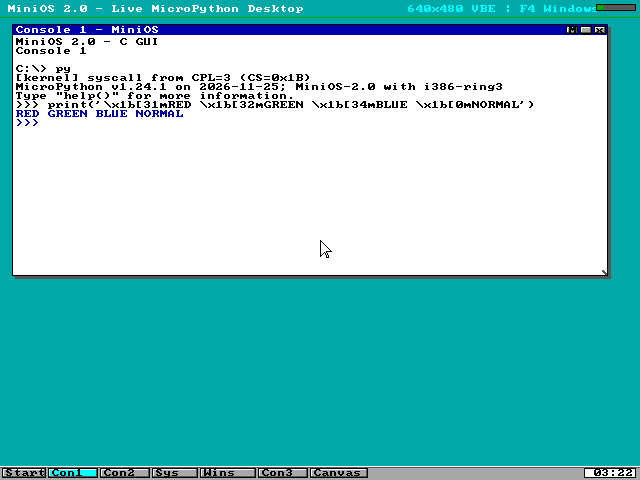 MiniOS 2.0 - Live MicroPython Desktop
640x480 VBE | F4 Windows
Console 1 - MiniOS
M
MiniOS 2.0 - C GUI
Console 1
C:\> py
[kernel] syscall from CPL=3 (CS=0x1B)
MicroPython v1.24.1 on 2026-11-25; MiniOS-2.0 with i386-ring3
Type "help()" for more information.
>>> print('\x1b[31mRED \x1b[32mGREEN \x1b[34mBLUE \x1b[0mNORMAL')
RED GREEN BLUE NORMAL
>>>
Start Con1 Con2 Sys Wins Con3 Canvas 03:22